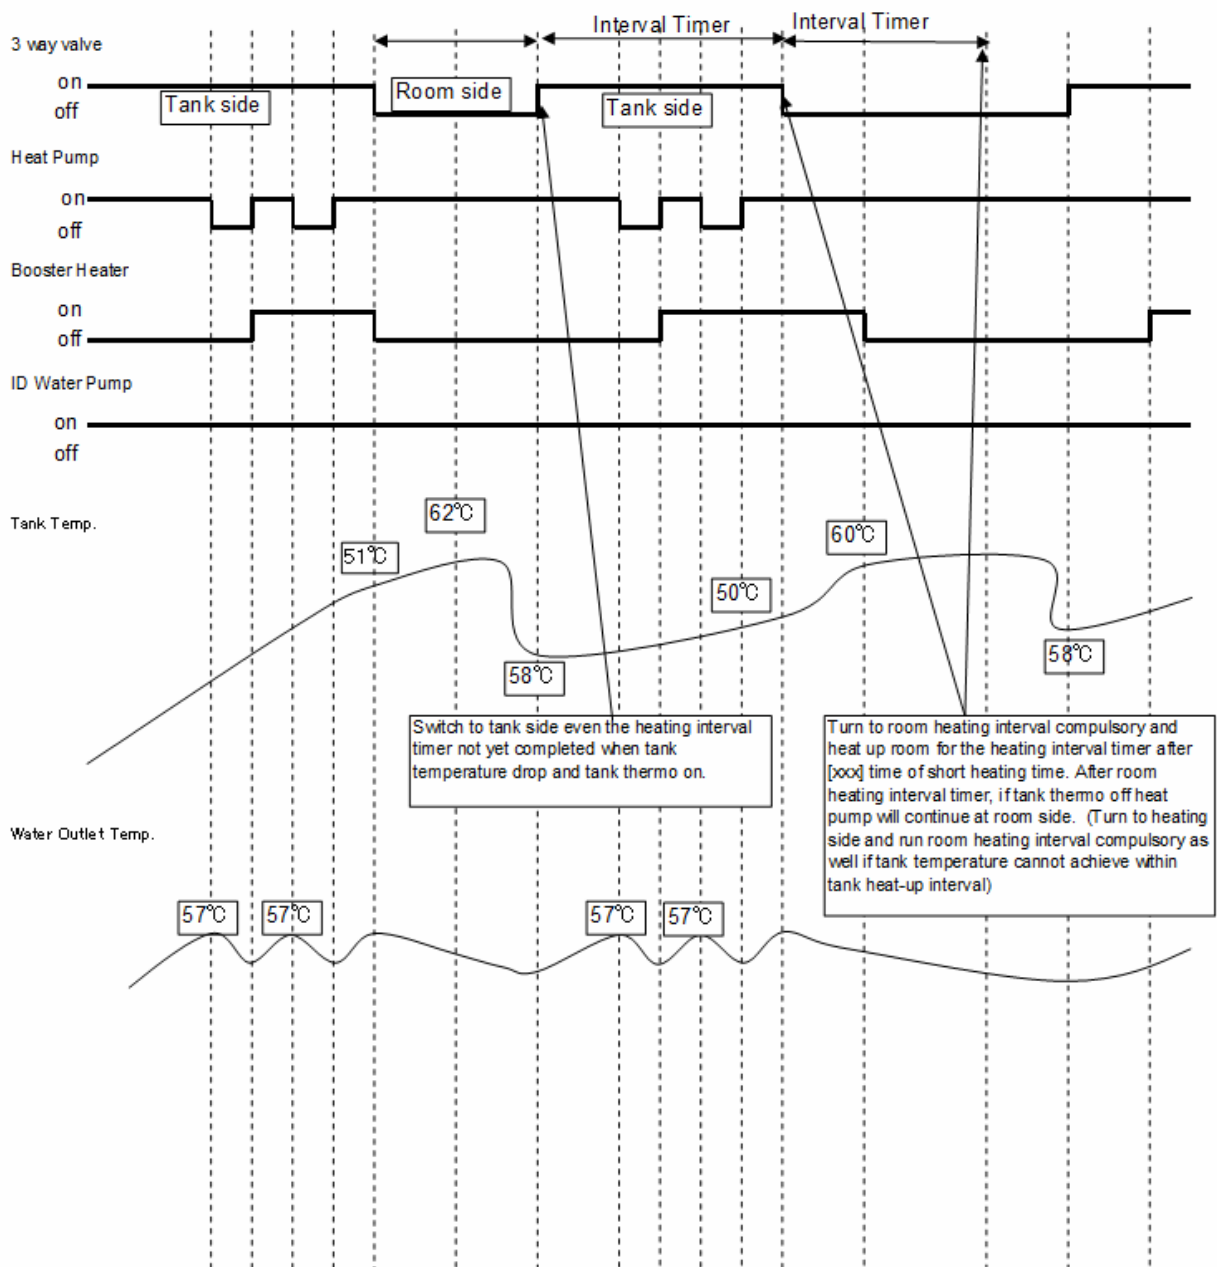 Interval Timer
Interval Timer
3 way valve
on
off
Tank side
Room side
Tank side
Heat Pump
on
off
Booster Heater
on
off
ID Water Pump
on
off
Tank Temp.
51℃
62℃
58℃
50℃
60℃
58℃
Switch to tank side even the heating interval
timer not yet completed when tank
temperature drop and tank thermo on.
Turn to room heating interval compulsory and
heat up room for the heating interval timer after
[xxx] time of short heating time. After room
heating interval timer, if tank thermo off heat
pump will continue at room side. (Turn to heating
side and run room heating interval compulsory as
well if tank temperature cannot achieve within
tank heat-up interval)
Water Outlet Temp.
57℃
57℃
57℃
57℃